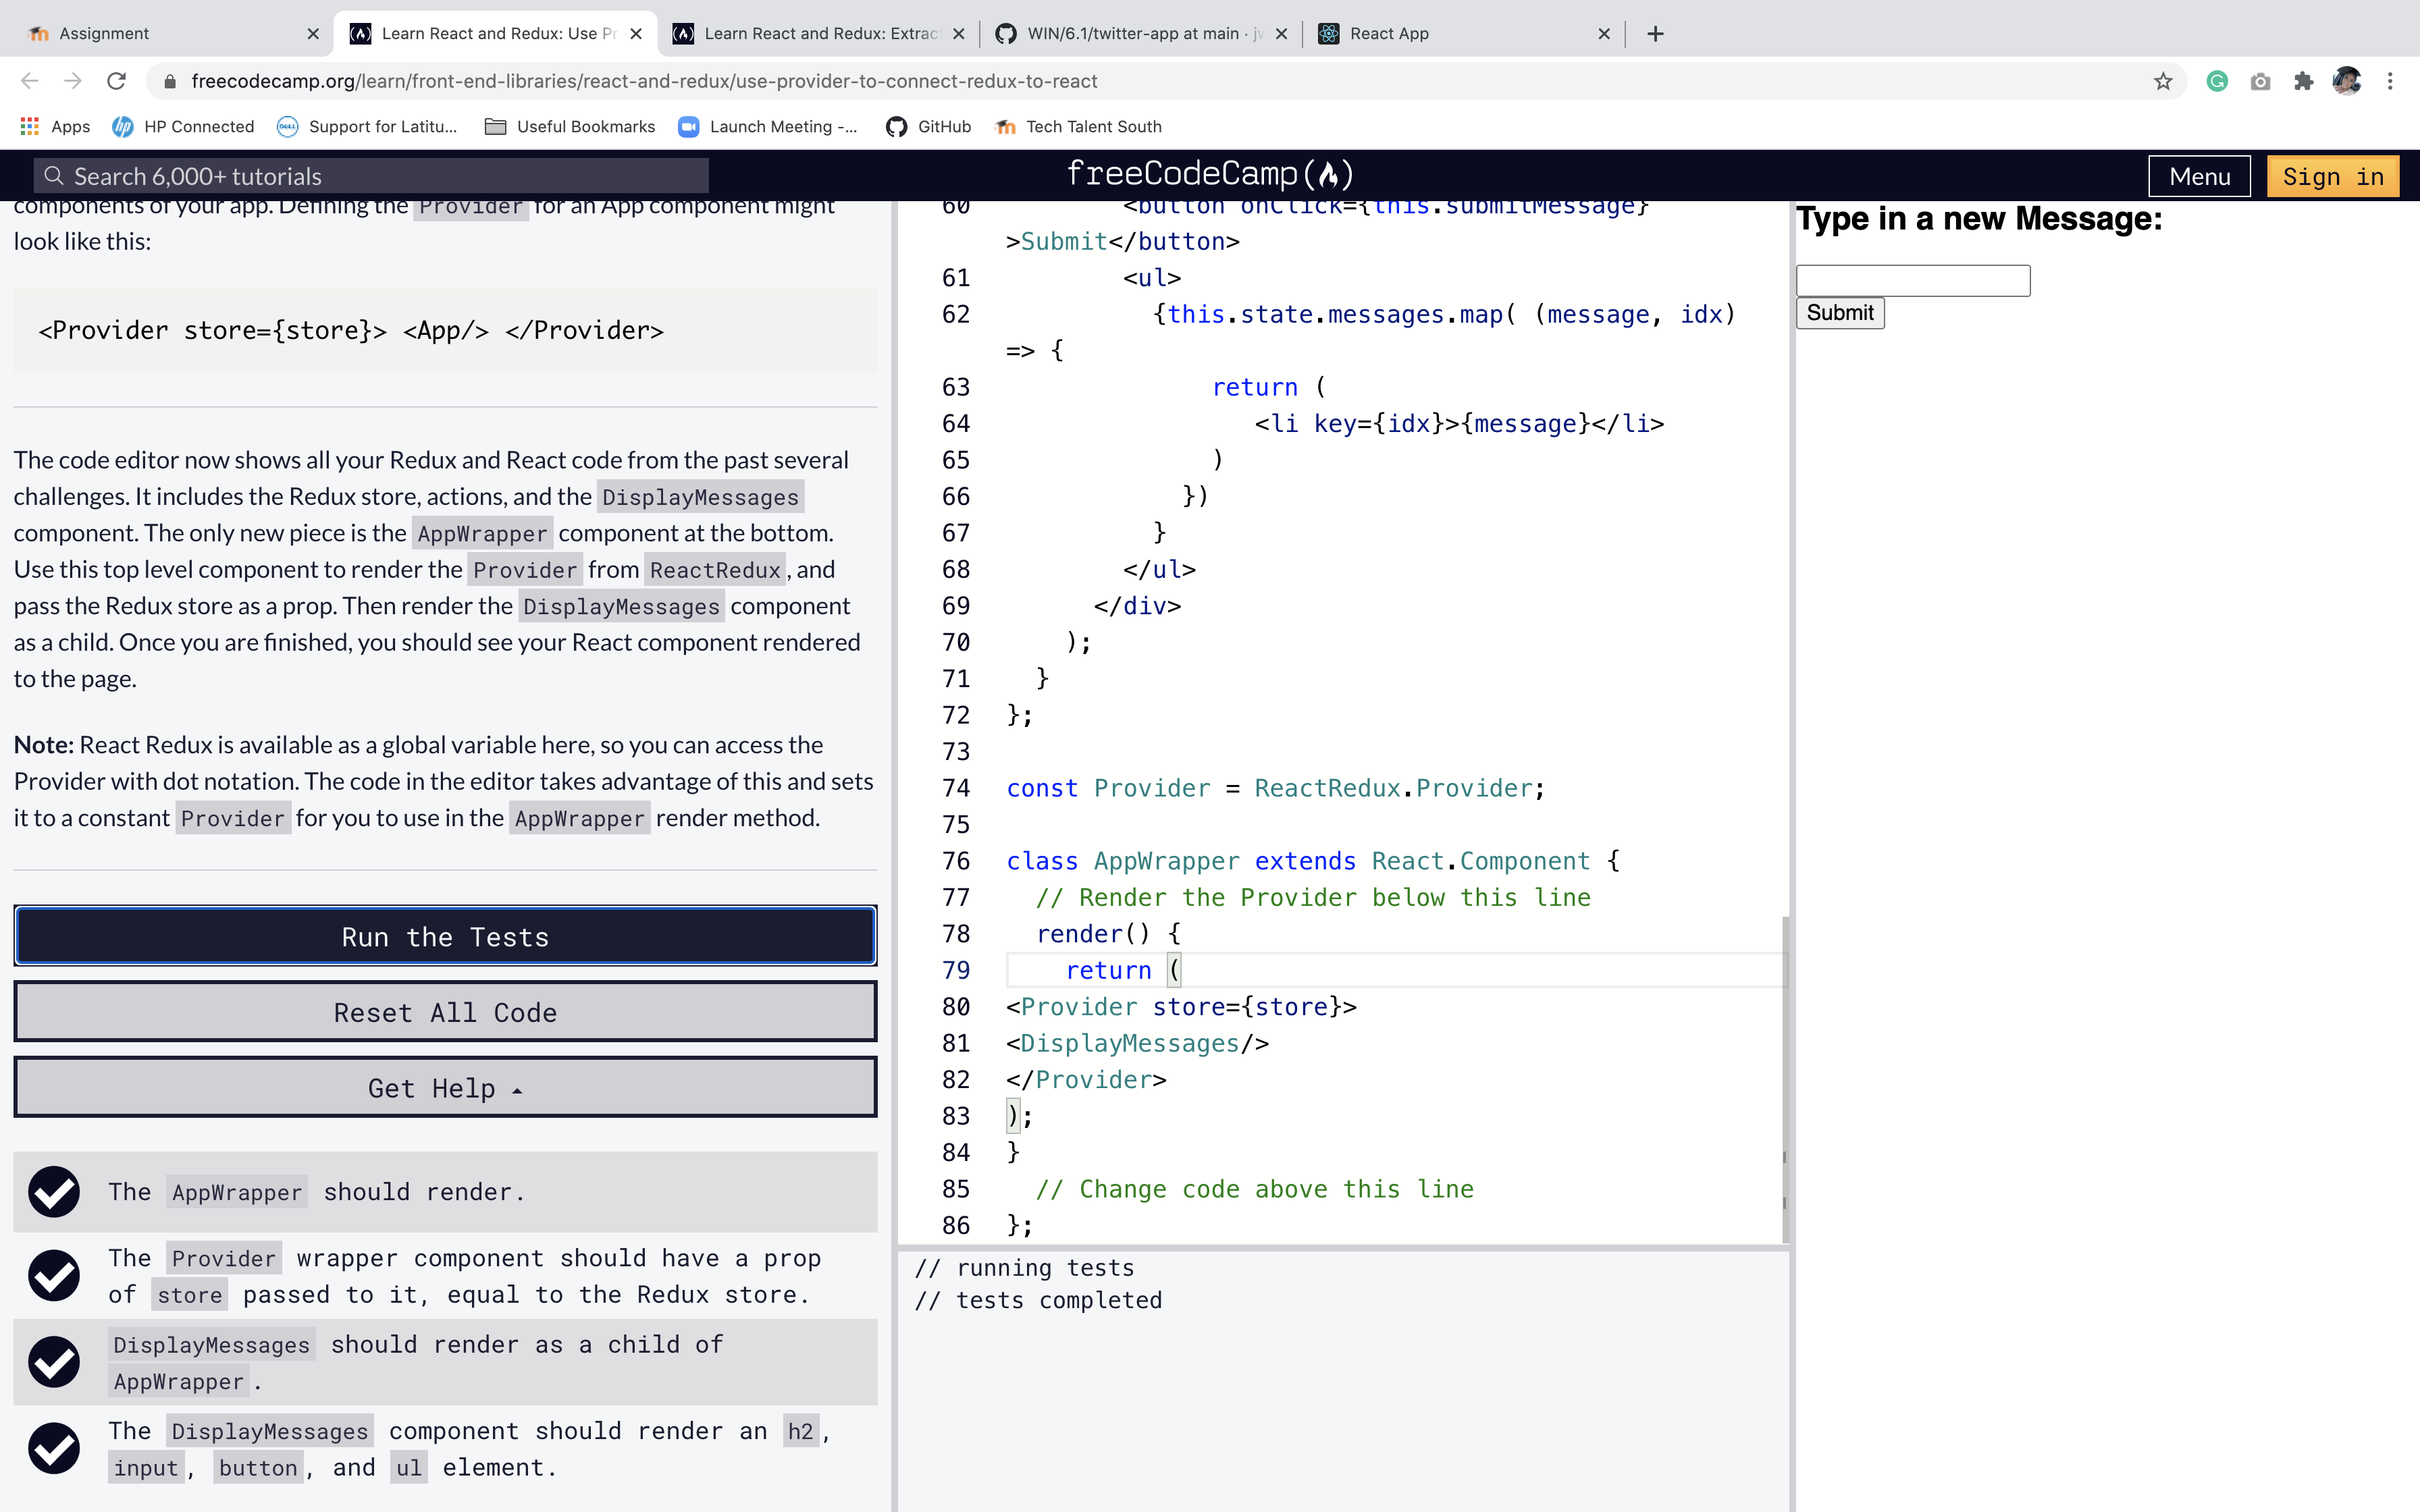 Assignment
Learn React and Redux: Use Pr
Learn React and Redux: Extrac
WIN/6.1/twitter-app at main · jw
React App
freecodecamp.org/learn/front-end-libraries/react-and-redux/use-provider-to-connect-redux-to-react
Apps
HP Connected
Support for Latitu...
Useful Bookmarks
Launch Meeting -...
GitHub
Tech Talent South
Search 6,000+ tutorials
freeCodeCamp
Menu
Sign in
components of your app. Defining the Provider for an App component might
look like this:
<Provider store={store}> <App/> </Provider>
The code editor now shows all your Redux and React code from the past several
challenges. It includes the Redux store, actions, and the DisplayMessages
component. The only new piece is the AppWrapper component at the bottom.
Use this top level component to render the Provider from ReactRedux, and
pass the Redux store as a prop. Then render the DisplayMessages component
as a child. Once you are finished, you should see your React component rendered
to the page.
Note: React Redux is available as a global variable here, so you can access the
Provider with dot notation. The code in the editor takes advantage of this and sets
it to a constant Provider for you to use in the AppWrapper render method.
Run the Tests
Reset All Code
Get Help
The AppWrapper should render.
The Provider wrapper component should have a prop
of store passed to it, equal to the Redux store.
DisplayMessages should render as a child of
AppWrapper.
The DisplayMessages component should render an h2,
input, button, and ul element.
60 <button onClick={this.submitMessage}
>Submit</button>
61 <ul>
62 {this.state.messages.map( (message, idx)
=> {
63 return (
64 <li key={idx}>{message}</li>
65 )
66 })
67 }
68 </ul>
69 </div>
70 );
71 }
72 };
73
74 const Provider = ReactRedux.Provider;
75
76 class AppWrapper extends React.Component {
77 // Render the Provider below this line
78 render() {
79 return (
80 <Provider store={store}>
81 <DisplayMessages/>
82 </Provider>
83 );
84 }
85 // Change code above this line
86 };
// running tests
// tests completed
Type in a new Message:
Submit